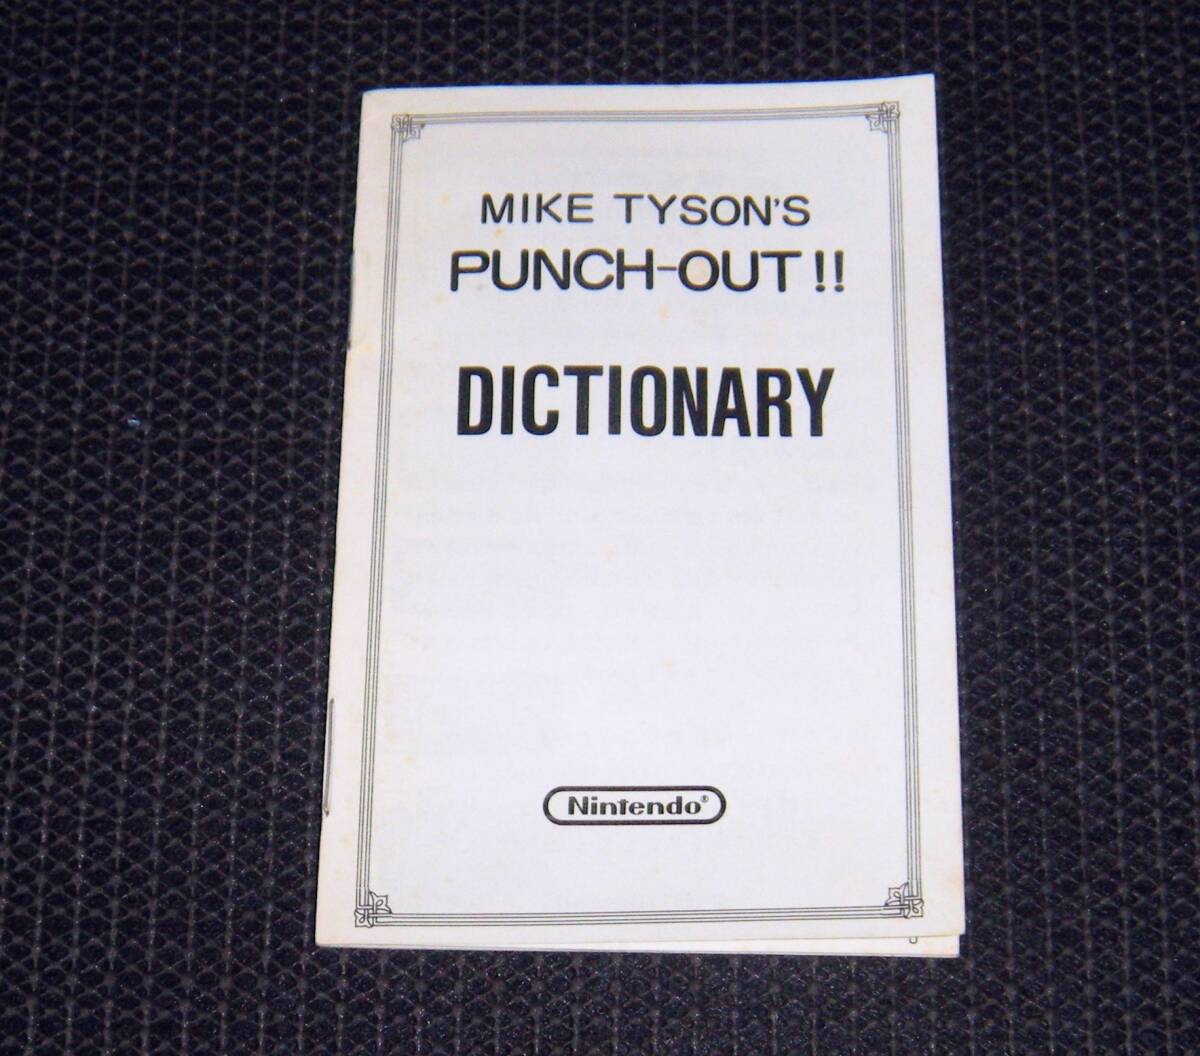 MIKE TYSON'S
PUNCH-OUT!!
DICTIONARY
Nintendo®